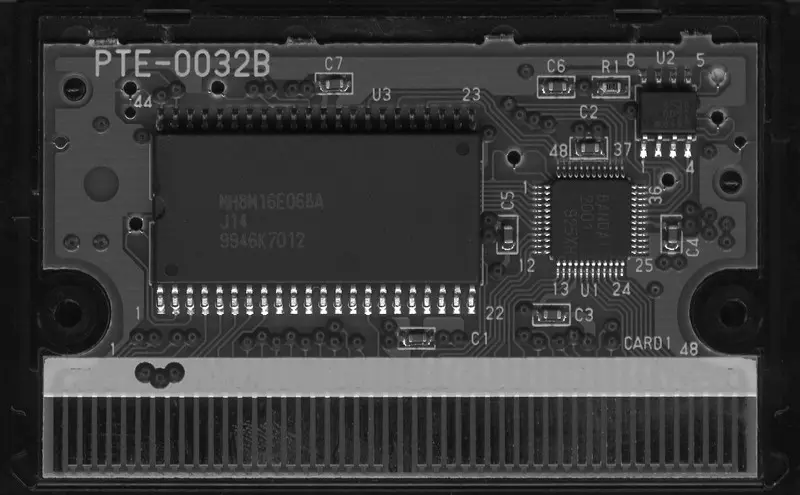 PTE-0032B
C7
C6
R1
8
U2
5
44
U3
23
C2
48
37
4
1
36
MH8M16E068A
J14
9946K7012
C5
C4
12
25
13
U1
24
1
22
C3
C1
1
CARD1
48